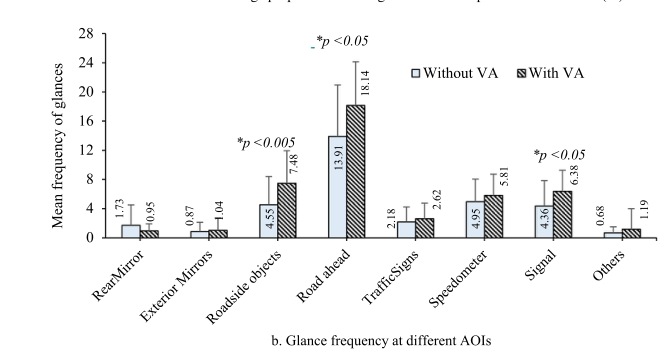 28
24
20
16
12
8
4
0
Mean frequency of glances
*p <0.05
Without VA With VA
*p <0.005
*p <0.05
1.73 0.95
0.87 1.04
4.55 7.48
13.91 18.14
2.18 2.62
4.95 5.81
4.36 6.38
0.68 1.19
RearMirror
Exterior Mirrors
Roadside objects
Road ahead
TrafficSigns
Speedometer
Signal
Others
b. Glance frequency at different AOIs